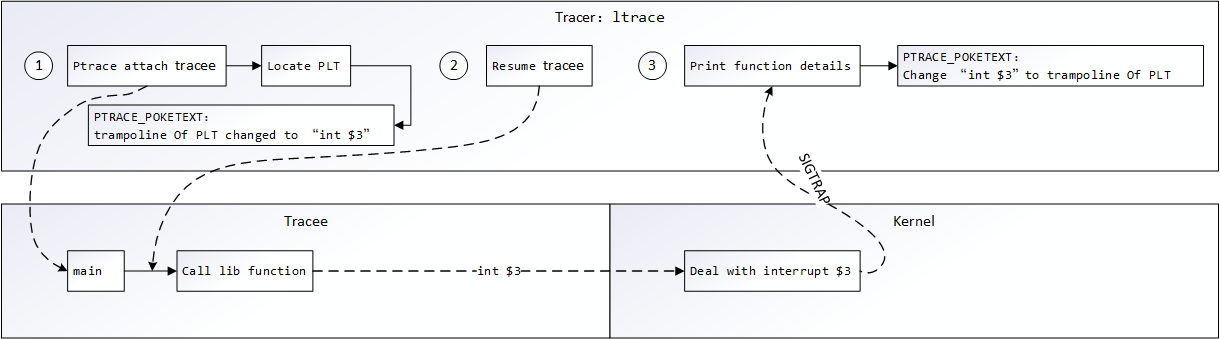 Tracer: ltrace
1
Ptrace attach tracee
Locate PLT
2
Resume tracee
3
Print function details
PTRACE_POKETEXT:
Change “int $3”to trampoline Of PLT
PTRACE_POKETEXT:
trampoline Of PLT changed to “int $3”
SIGTRAP
Tracee
Kernel
main
Call lib function
int $3
Deal with interrupt $3